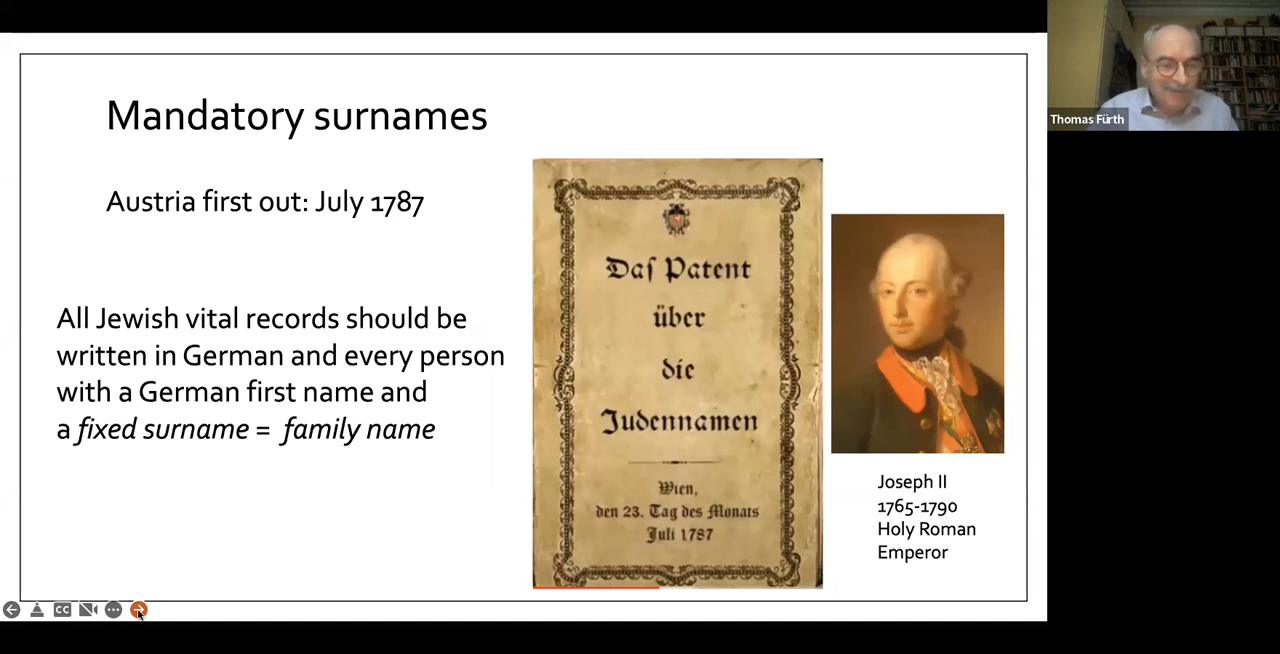 Mandatory surnames
Austria first out: July 1787
All Jewish vital records should be
written in German and every person
with a German first name and
a fixed surname = family name
Daſ Patent
über
die
Judennamen
Wien,
den 23. Tag des Monats
Juli 1787
Joseph II
1765-1790
Holy Roman
Emperor
Thomas Fürth
CC